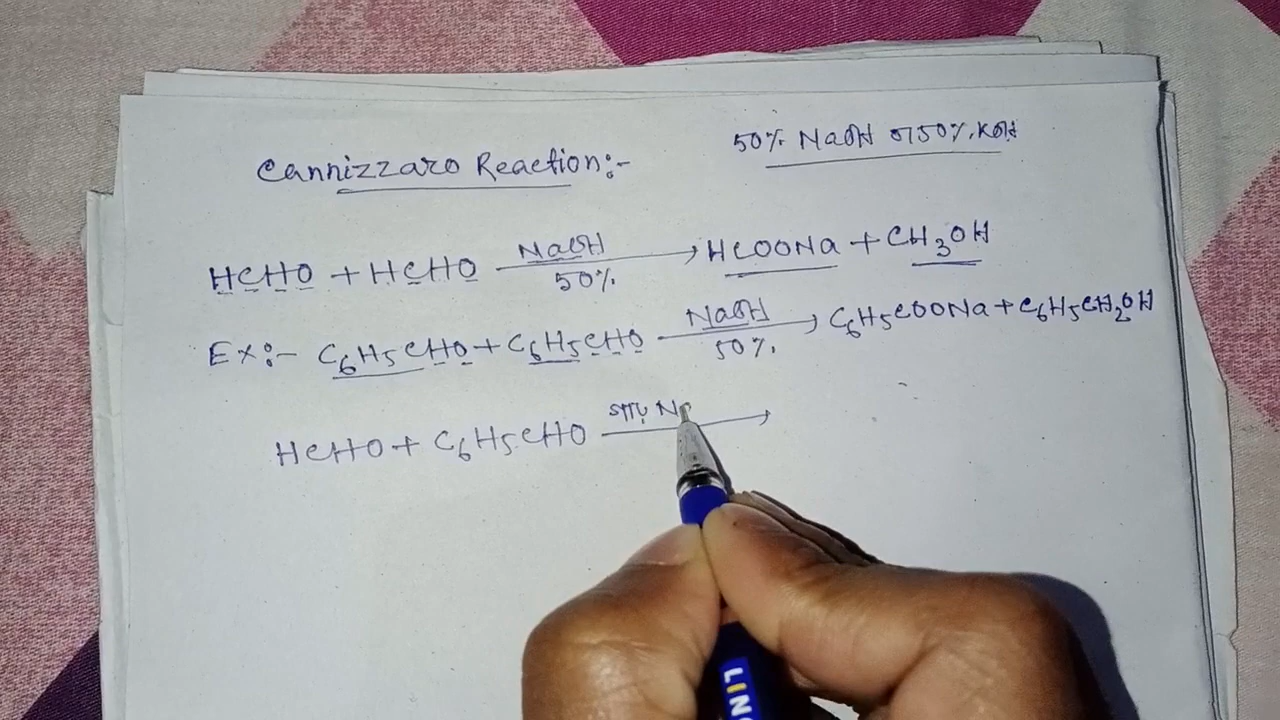 Cannizzaro Reaction:-
50% NaOH या 50% KOH
HCHO + HCHO NaOH 50% → HCOONa + CH3OH
Ex:- C6H5CHO + C6H5CHO NaOH 50% → C6H5COONa + C6H5CH2OH
HCHO + C6H5CHO सान्द्र →
LINC